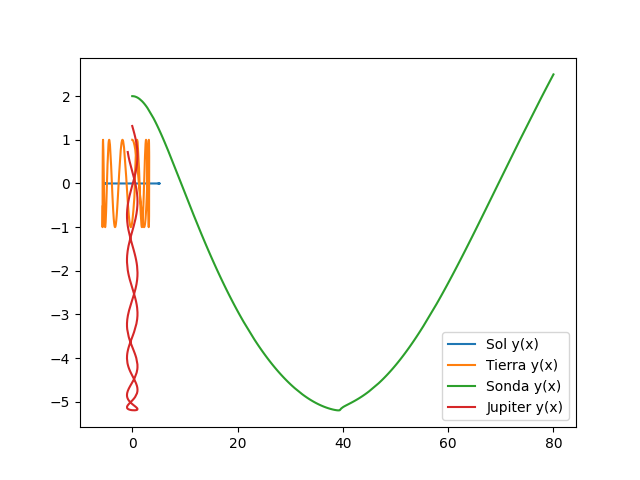 2
1
0
−1
−2
−3
−4
−5
0 20 40 60 80
Sol y(x)
Tierra y(x)
Sonda y(x)
Jupiter y(x)